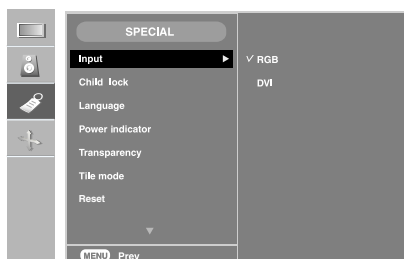 SPECIAL
Input ▶
✓ RGB
DVI
Child lock
Language
Power indicator
Transparency
Tile mode
Reset
▼
MENU Prev